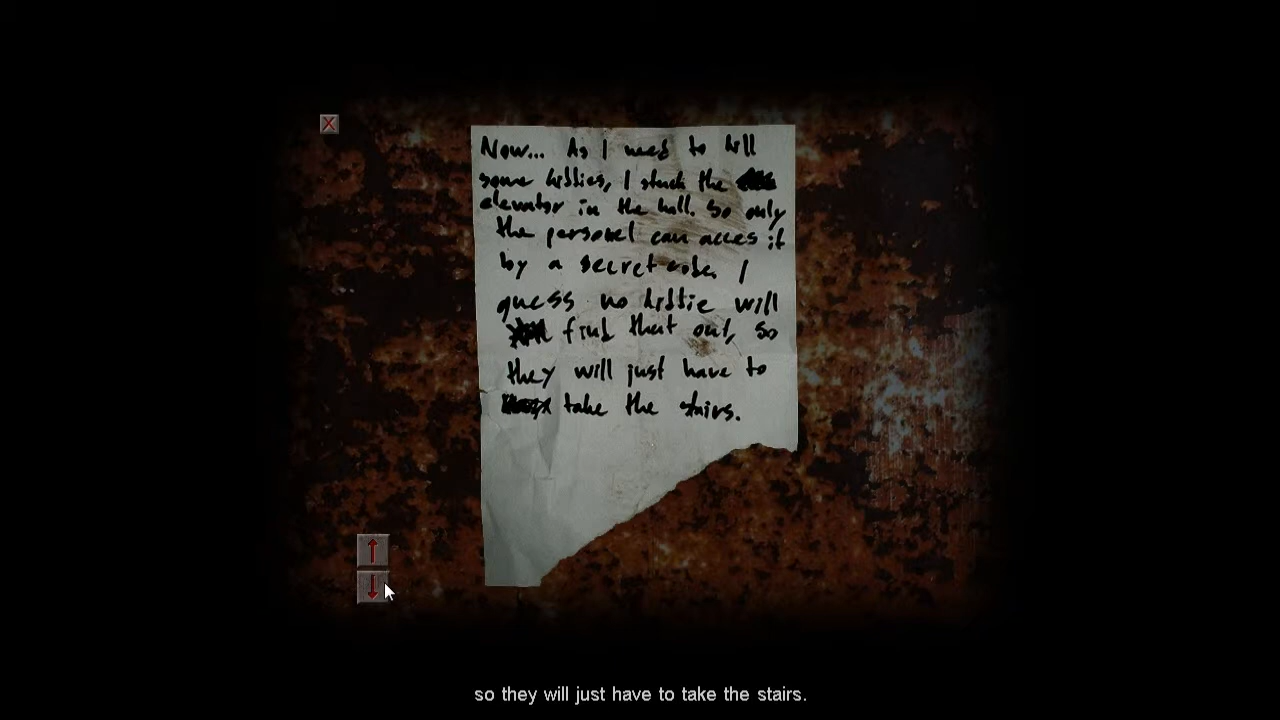 Now... As I need to kill
some kiddies, I stuck the
elevator in the hall. So only
the personel can acces it
by a secret code. I
guess no kiddie will
find that out, so
they will just have to
take the stairs.
so they will just have to take the stairs.